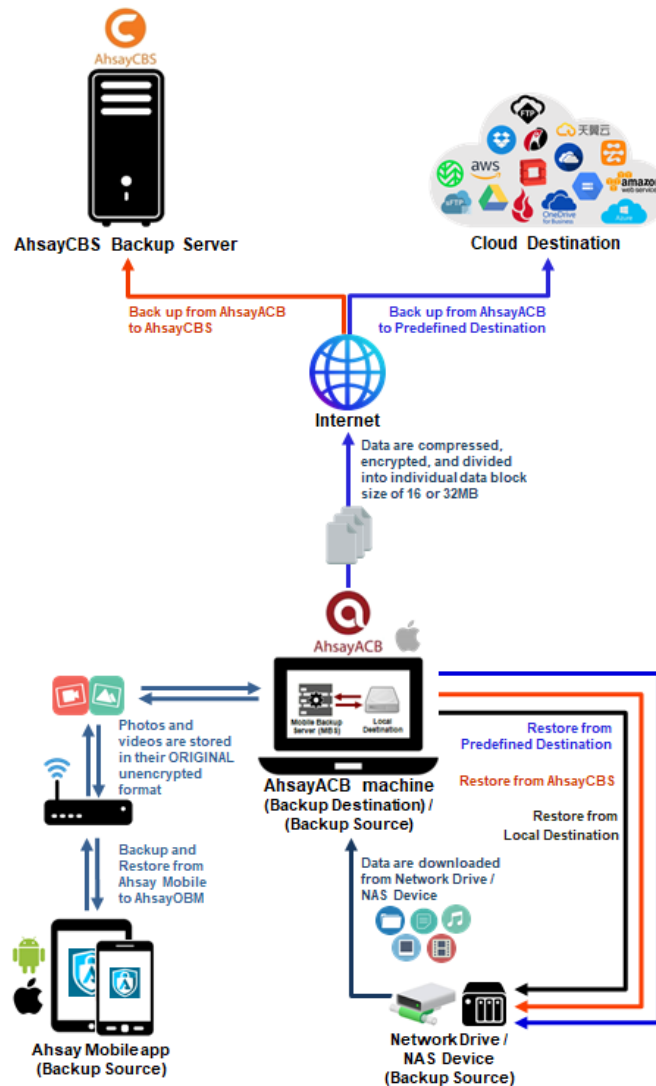 AhsayCBS
AhsayCBS Backup Server
FTP
天翼云
aws
amazon
web service
sFTP
OneDrive
for Business
Azure
Cloud Destination
Back up from AhsayACB
to AhsayCBS
Back up from AhsayACB
to Predefined Destination
Internet
Data are compressed,
encrypted, and divided
into individual data block
size of 16 or 32MB
AhsayACB
Mobile Backup
Server (MBS)
Local
Destination
Photos and
videos are stored
in their ORIGINAL
unencrypted
format
AhsayACB machine
(Backup Destination) /
(Backup Source)
Restore from
Predefined Destination
Restore from AhsayCBS
Restore from
Local Destination
Backup and
Restore from
Ahsay Mobile
to AhsayOBM
Data are downloaded
from Network Drive /
NAS Device
A
A
Ahsay Mobile app
(Backup Source)
Network Drive /
NAS Device
(Backup Source)